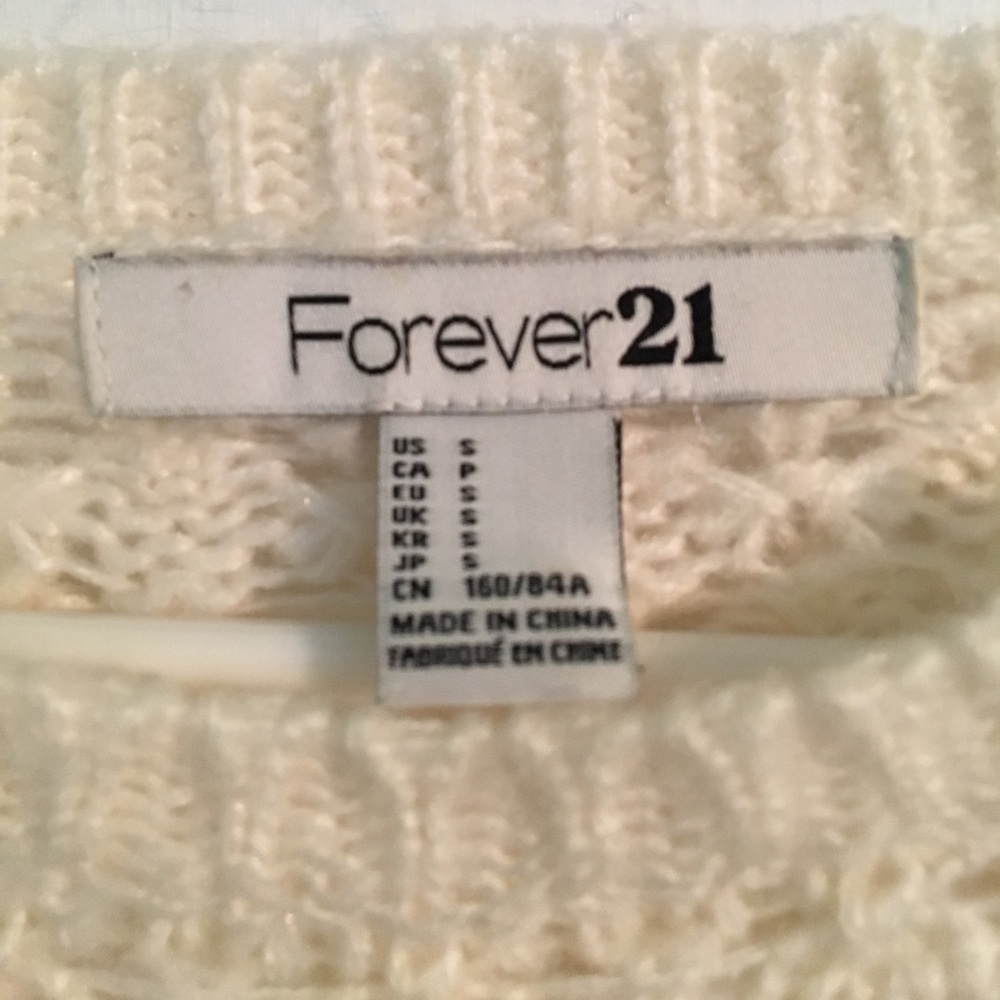 Forever21
US S
CA P
EU S
UK S
KR S
JP S
CN 160/84A
MADE IN CHINA
FABRIQUÉ EN CHINE